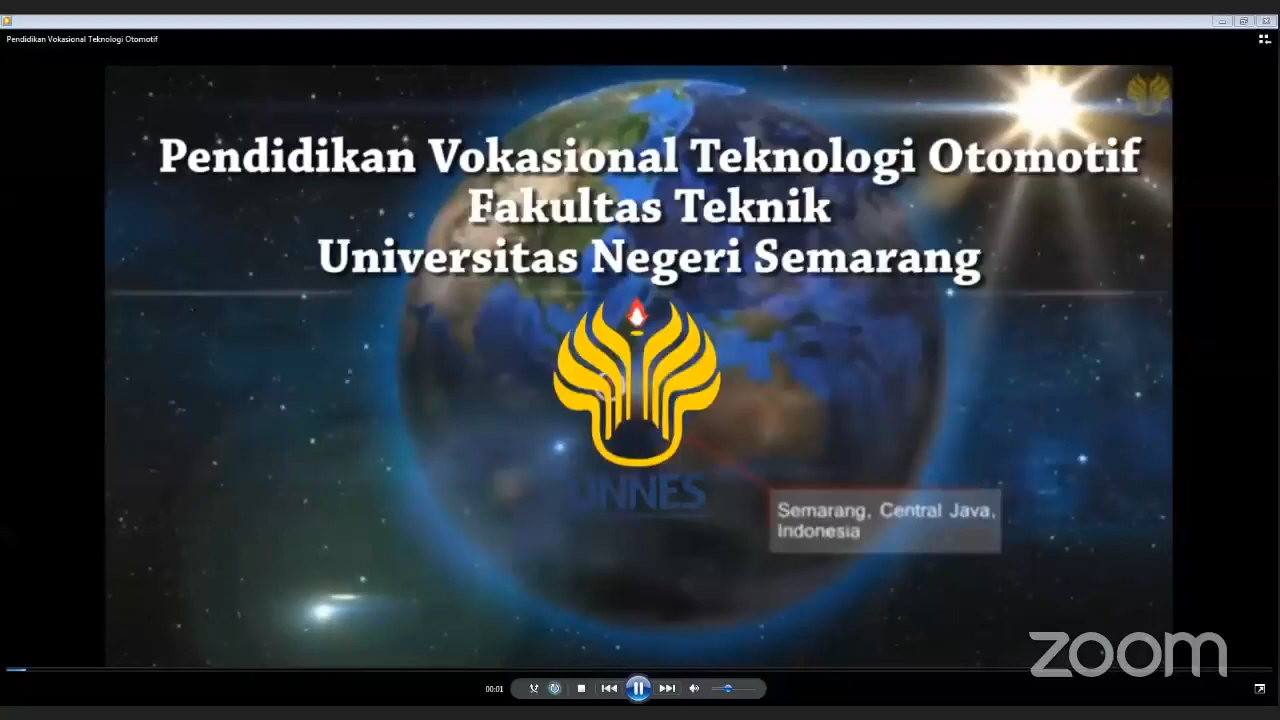 Pendidikan Vokasional Teknologi Otomotif
Pendidikan Vokasional Teknologi Otomotif
Fakultas Teknik
Universitas Negeri Semarang
UNNES
Semarang, Central Java,
Indonesia
zoom
00:01